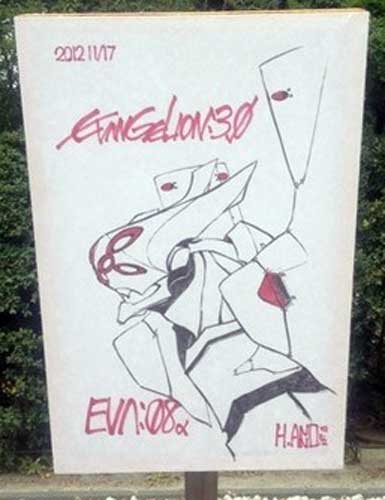 2012 11/17
EVANGELION:3.0
EVA:08α
H.ANNO